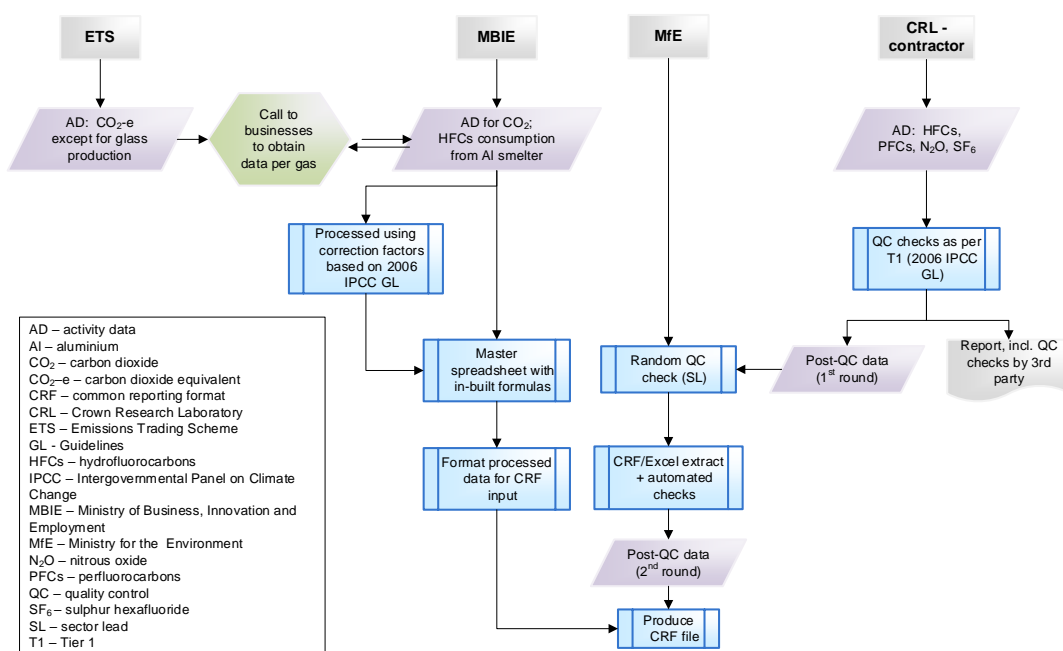 ETS
MBIE
MfE
CRL -
contractor
AD: CO₂-e
except for glass
production
Call to
businesses
to obtain
data per gas
AD for CO₂;
HFCs consumption
from Al smelter
AD: HFCs,
PFCs, N₂O, SF₆
Processed using
correction factors
based on 2006
IPCC GL
QC checks as per
T1 (2006 IPCC
GL)
Master
spreadsheet with
in-built formulas
Random QC
check (SL)
Post-QC data
(1st round)
Report, incl. QC
checks by 3rd
party
Format processed
data for CRF
input
CRF/Excel extract
+ automated
checks
Post-QC data
(2nd round)
Produce
CRF file
AD – activity data
Al – aluminium
CO₂ – carbon dioxide
CO₂–e – carbon dioxide equivalent
CRF – common reporting format
CRL – Crown Research Laboratory
ETS – Emissions Trading Scheme
GL - Guidelines
HFCs – hydrofluorocarbons
IPCC – Intergovernmental Panel on Climate
Change
MBIE – Ministry of Business, Innovation and
Employment
MfE – Ministry for the Environment
N₂O – nitrous oxide
PFCs – perfluorocarbons
QC – quality control
SF₆ – sulphur hexafluoride
SL – sector lead
T1 – Tier 1